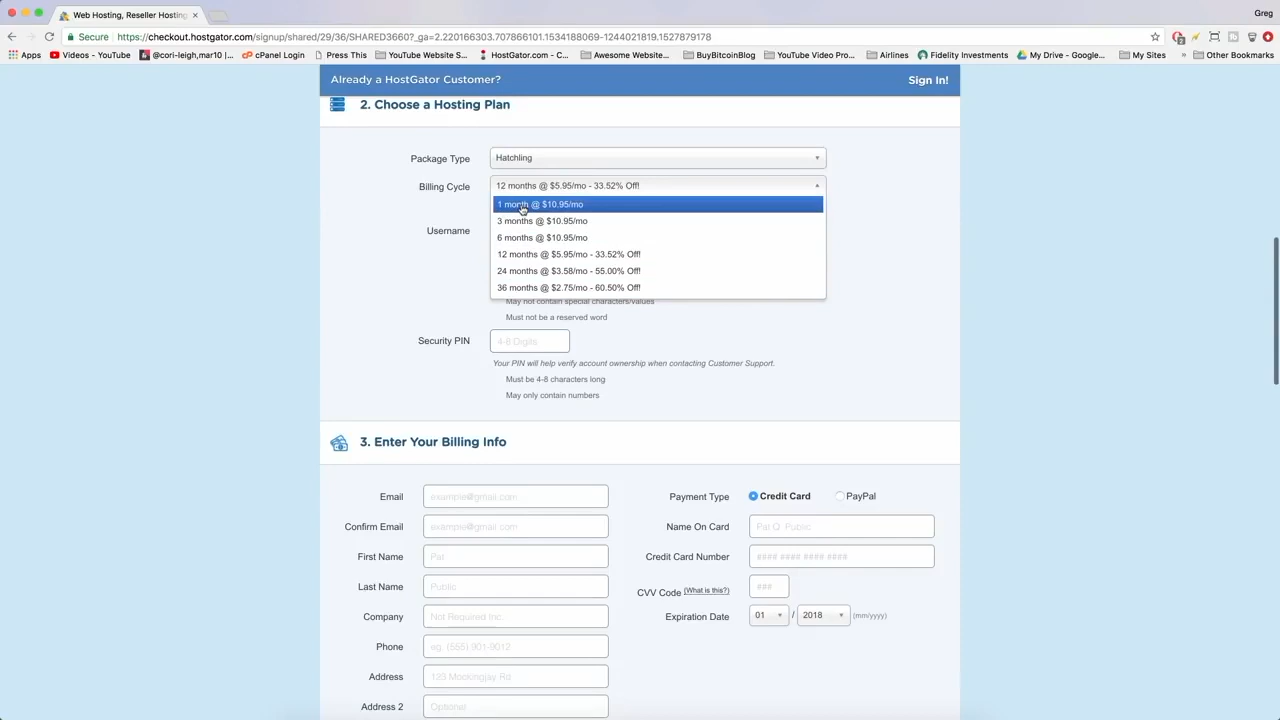 Web Hosting, Reseller Hosting
Greg
Secure
https://checkout.hostgator.com/signup/shared/29/36/SHARED3660?_ga=2.220166303.707866101.1534188069-1244021819.1527879178
Apps
Videos - YouTube
@cori-leigh,mar10 |...
cPanel Login
Press This
YouTube Website S...
HostGator.com - C...
Awesome Website...
BuyBitcoinBlog
YouTube Video Pro...
Airlines
Fidelity Investments
My Drive - Google...
My Sites
»
Other Bookmarks
Already a HostGator Customer?
Sign In!
2. Choose a Hosting Plan
Package Type
Hatchling
Billing Cycle
12 months @ $5.95/mo - 33.52% Off!
1 month @ $10.95/mo
3 months @ $10.95/mo
6 months @ $10.95/mo
12 months @ $5.95/mo - 33.52% Off!
24 months @ $3.58/mo - 55.00% Off!
36 months @ $2.75/mo - 60.50% Off!
Username
May not contain special characters/values
Must not be a reserved word
Security PIN
4-8 Digits
Your PIN will help verify account ownership when contacting Customer Support.
Must be 4-8 characters long
May only contain numbers
3. Enter Your Billing Info
Email
example@gmail.com
Confirm Email
example@gmail.com
First Name
Pat
Last Name
Public
Company
Not Required Inc.
Phone
eg. (555) 901-9012
Address
123 Mockingjay Rd
Address 2
Optional
Payment Type
Credit Card
PayPal
Name On Card
Pat Q. Public
Credit Card Number
#### #### #### ####
CVV Code (What is this?)
###
Expiration Date
01 / 2018 (mm/yyyy)